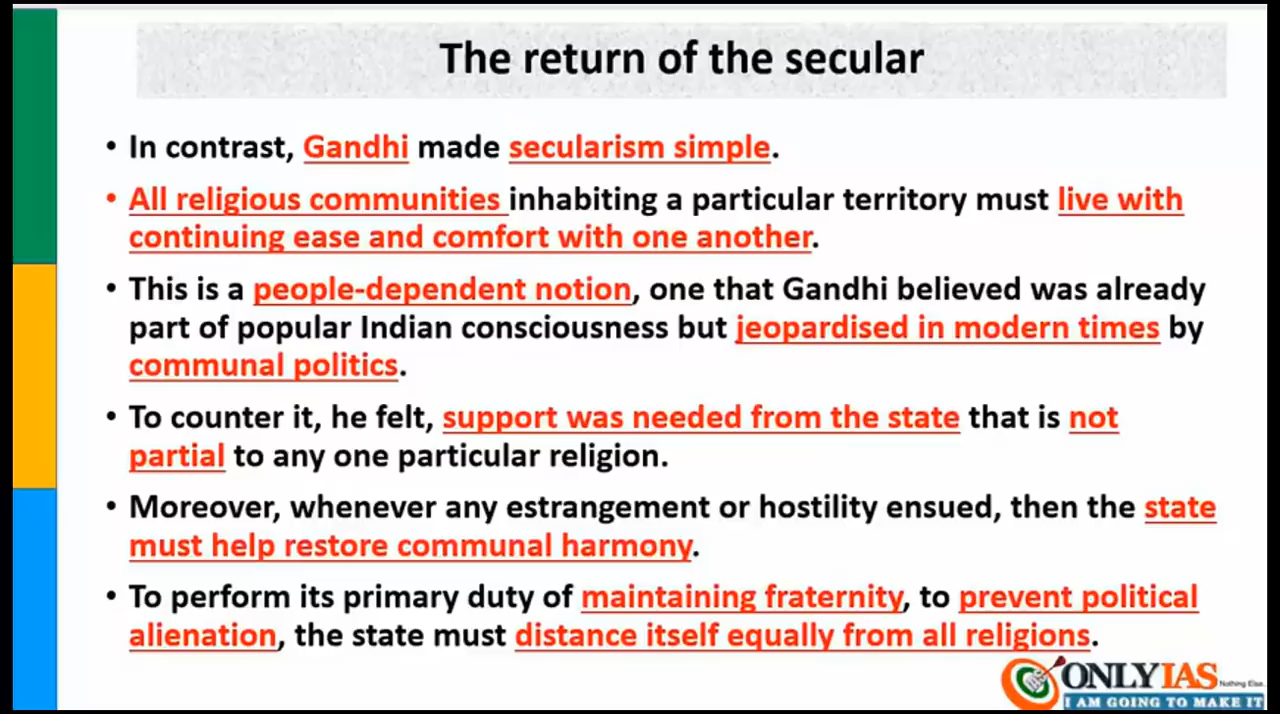 The return of the secular
• In contrast, Gandhi made secularism simple.
• All religious communities inhabiting a particular territory must live with
continuing ease and comfort with one another.
• This is a people-dependent notion, one that Gandhi believed was already
part of popular Indian consciousness but jeopardised in modern times by
communal politics.
• To counter it, he felt, support was needed from the state that is not
partial to any one particular religion.
• Moreover, whenever any estrangement or hostility ensued, then the state
must help restore communal harmony.
• To perform its primary duty of maintaining fraternity, to prevent political
alienation, the state must distance itself equally from all religions.
ONLY IAS Nothing Else..
I AM GOING TO MAKE IT